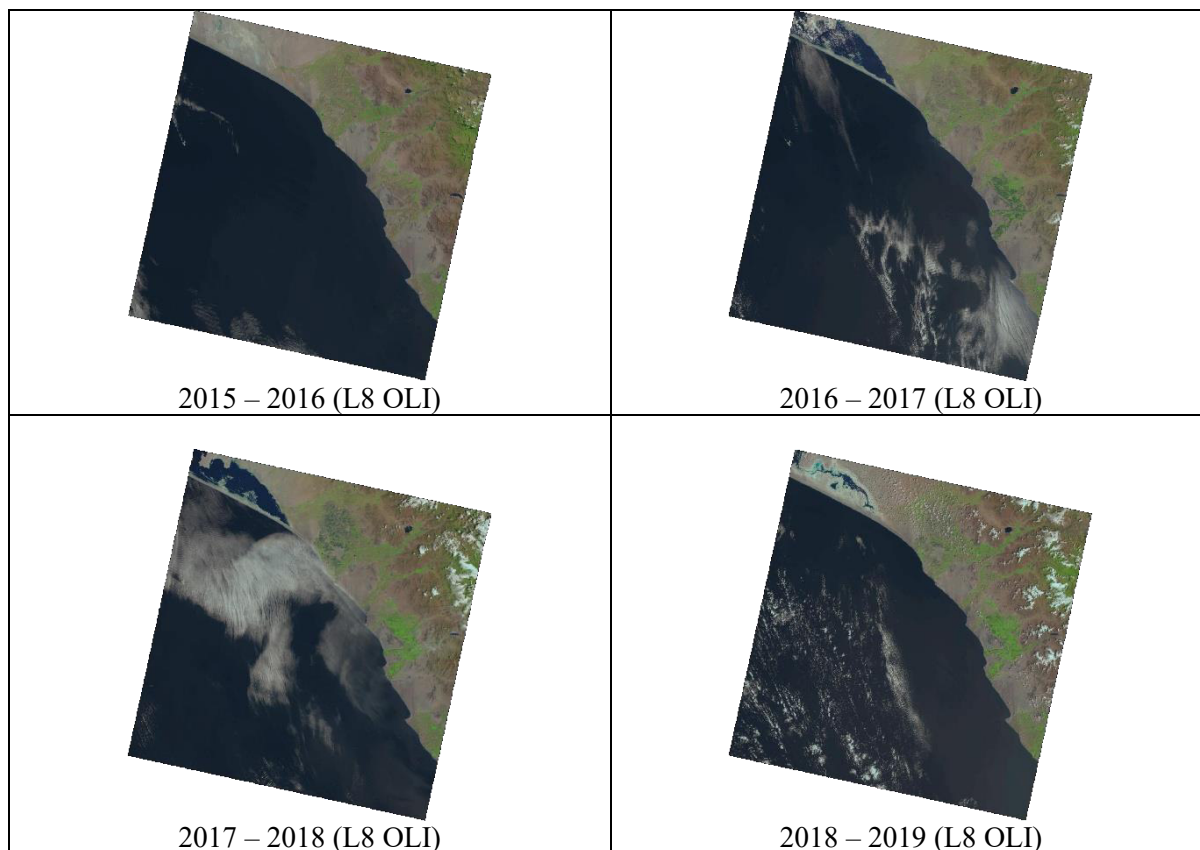 2015 – 2016 (L8 OLI)
2016 – 2017 (L8 OLI)
2017 – 2018 (L8 OLI)
2018 – 2019 (L8 OLI)